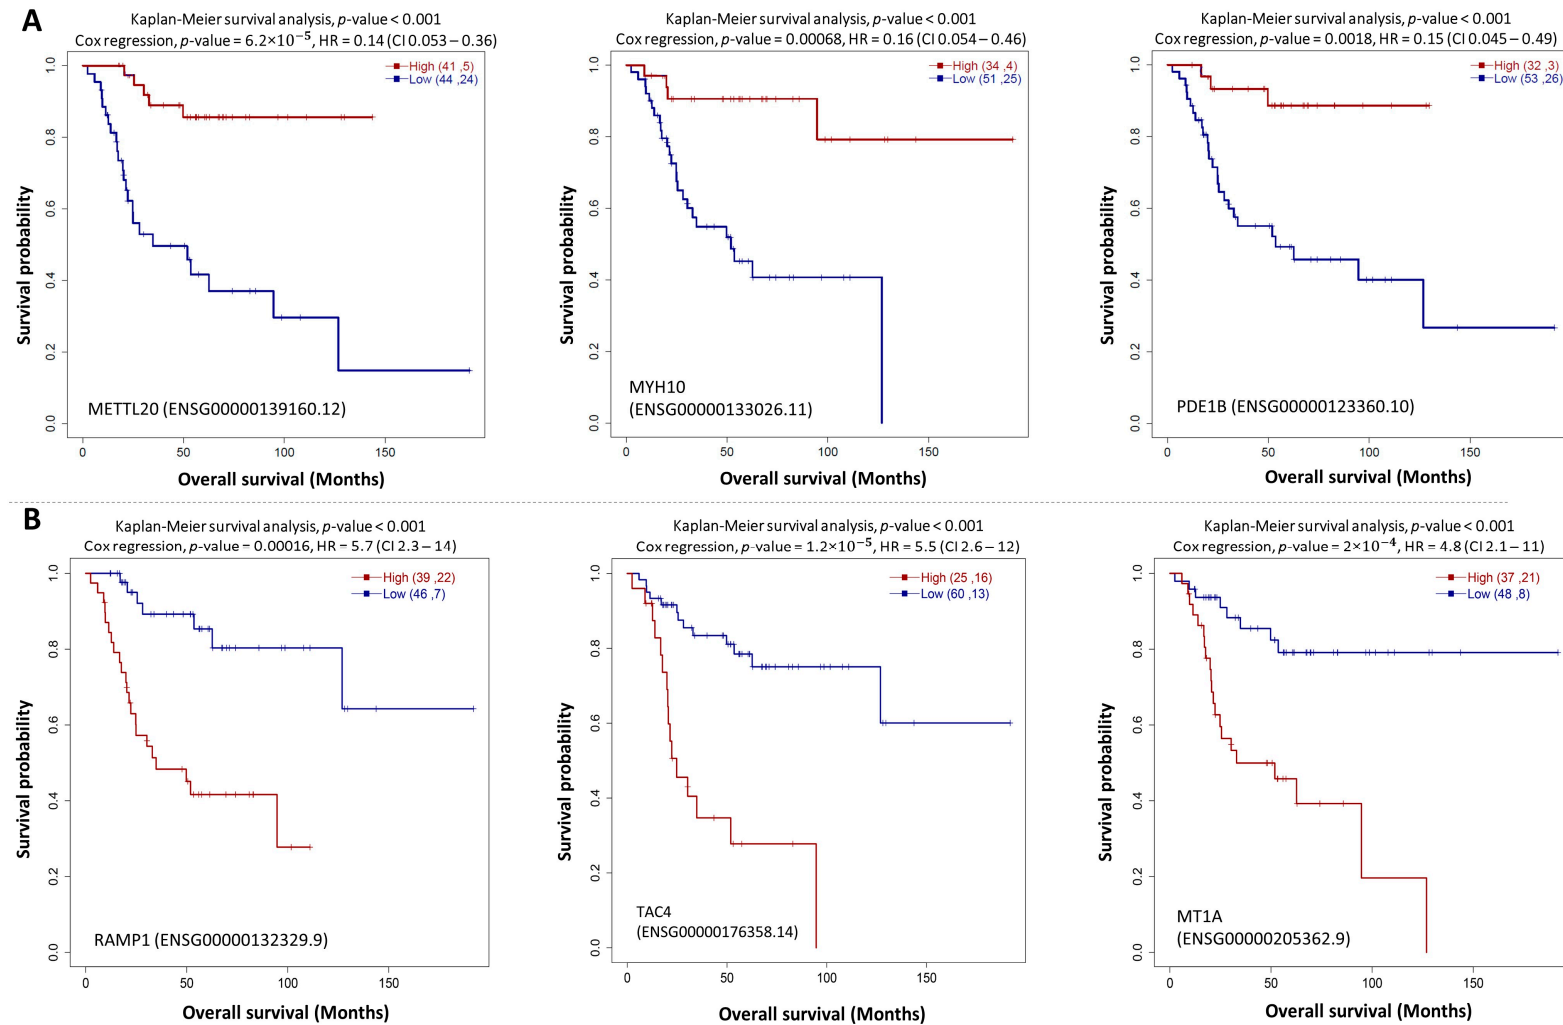 A
Kaplan-Meier survival analysis, p-value < 0.001
Cox regression, p-value = 6.2×10⁻⁵, HR = 0.14 (CI 0.053 – 0.36)
High (41 ,5)
Low (44 ,24)
Survival probability
1.0
0.8
0.6
0.4
0.2
0.0
METTL20 (ENSG00000139160.12)
0 50 100 150
Overall survival (Months)
Kaplan-Meier survival analysis, p-value < 0.001
Cox regression, p-value = 0.00068, HR = 0.16 (CI 0.054 – 0.46)
High (34 ,4)
Low (51 ,25)
Survival probability
1.0
0.8
0.6
0.4
0.2
0.0
MYH10
(ENSG00000133026.11)
0 50 100 150
Overall survival (Months)
Kaplan-Meier survival analysis, p-value < 0.001
Cox regression, p-value = 0.0018, HR = 0.15 (CI 0.045 – 0.49)
High (32 ,3)
Low (53 ,26)
Survival probability
1.0
0.8
0.6
0.4
0.2
0.0
PDE1B (ENSG00000123360.10)
0 50 100 150
Overall survival (Months)
B
Kaplan-Meier survival analysis, p-value < 0.001
Cox regression, p-value = 0.00016, HR = 5.7 (CI 2.3 – 14)
High (39 ,22)
Low (46 ,7)
Survival probability
1.0
0.8
0.6
0.4
0.2
0.0
RAMP1 (ENSG00000132329.9)
0 50 100 150
Overall survival (Months)
Kaplan-Meier survival analysis, p-value < 0.001
Cox regression, p-value = 1.2×10⁻⁵, HR = 5.5 (CI 2.6 – 12)
High (25 ,16)
Low (60 ,13)
Survival probability
1.0
0.8
0.6
0.4
0.2
0.0
TAC4
(ENSG00000176358.14)
0 50 100 150
Overall survival (Months)
Kaplan-Meier survival analysis, p-value < 0.001
Cox regression, p-value = 2×10⁻⁴, HR = 4.8 (CI 2.1 – 11)
High (37 ,21)
Low (48 ,8)
Survival probability
1.0
0.8
0.6
0.4
0.2
0.0
MT1A
(ENSG00000205362.9)
0 50 100 150
Overall survival (Months)